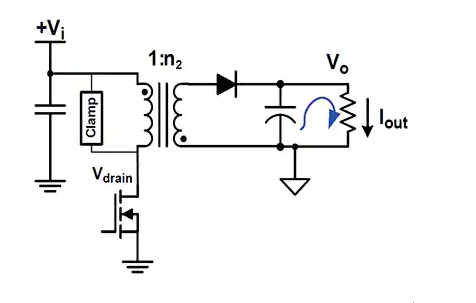 +Vi
1:n2
Vo
Clamp
Iout
Vdrain